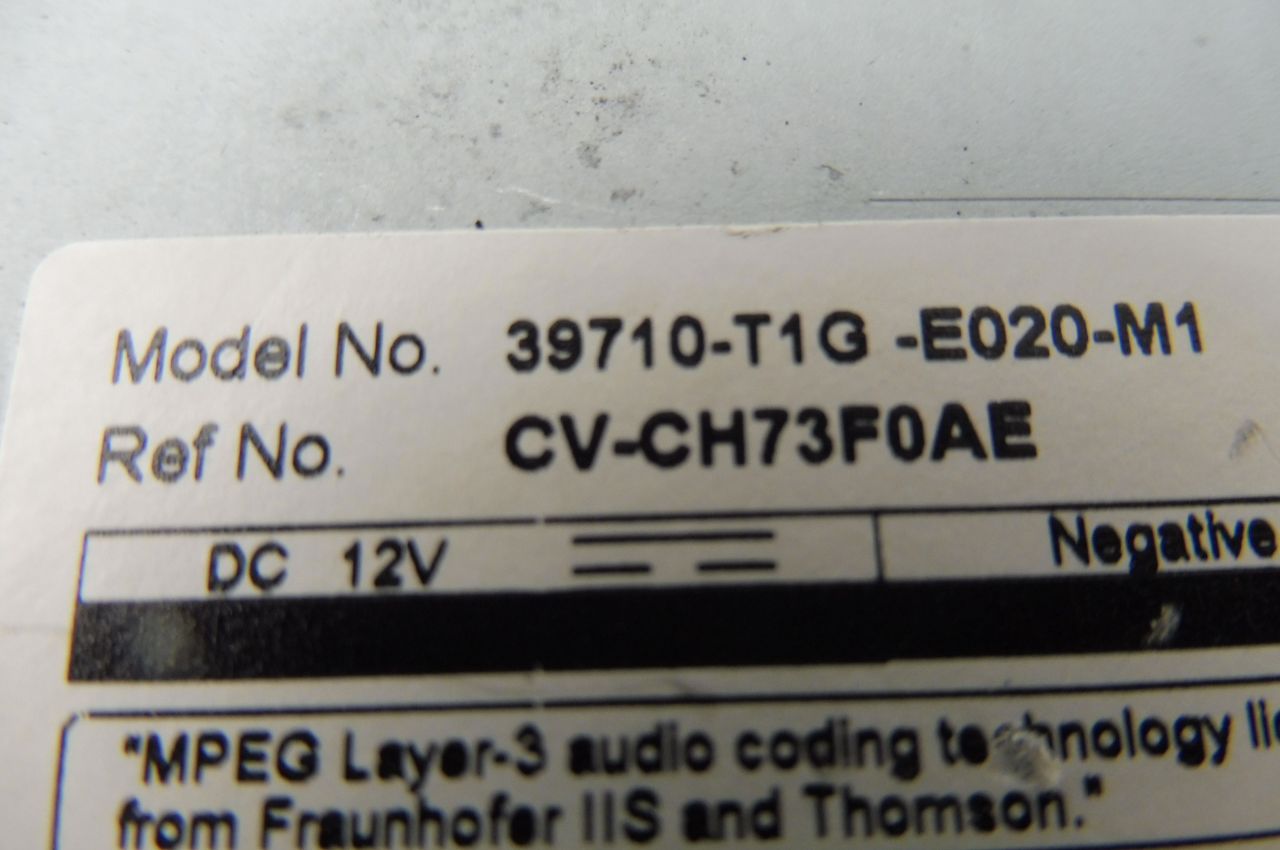 Model No. 39710-T1G -E020-M1
Ref No. CV-CH73F0AE
DC 12V Negative
"MPEG Layer-3 audio coding technology
from Fraunhofer IIS and Thomson."